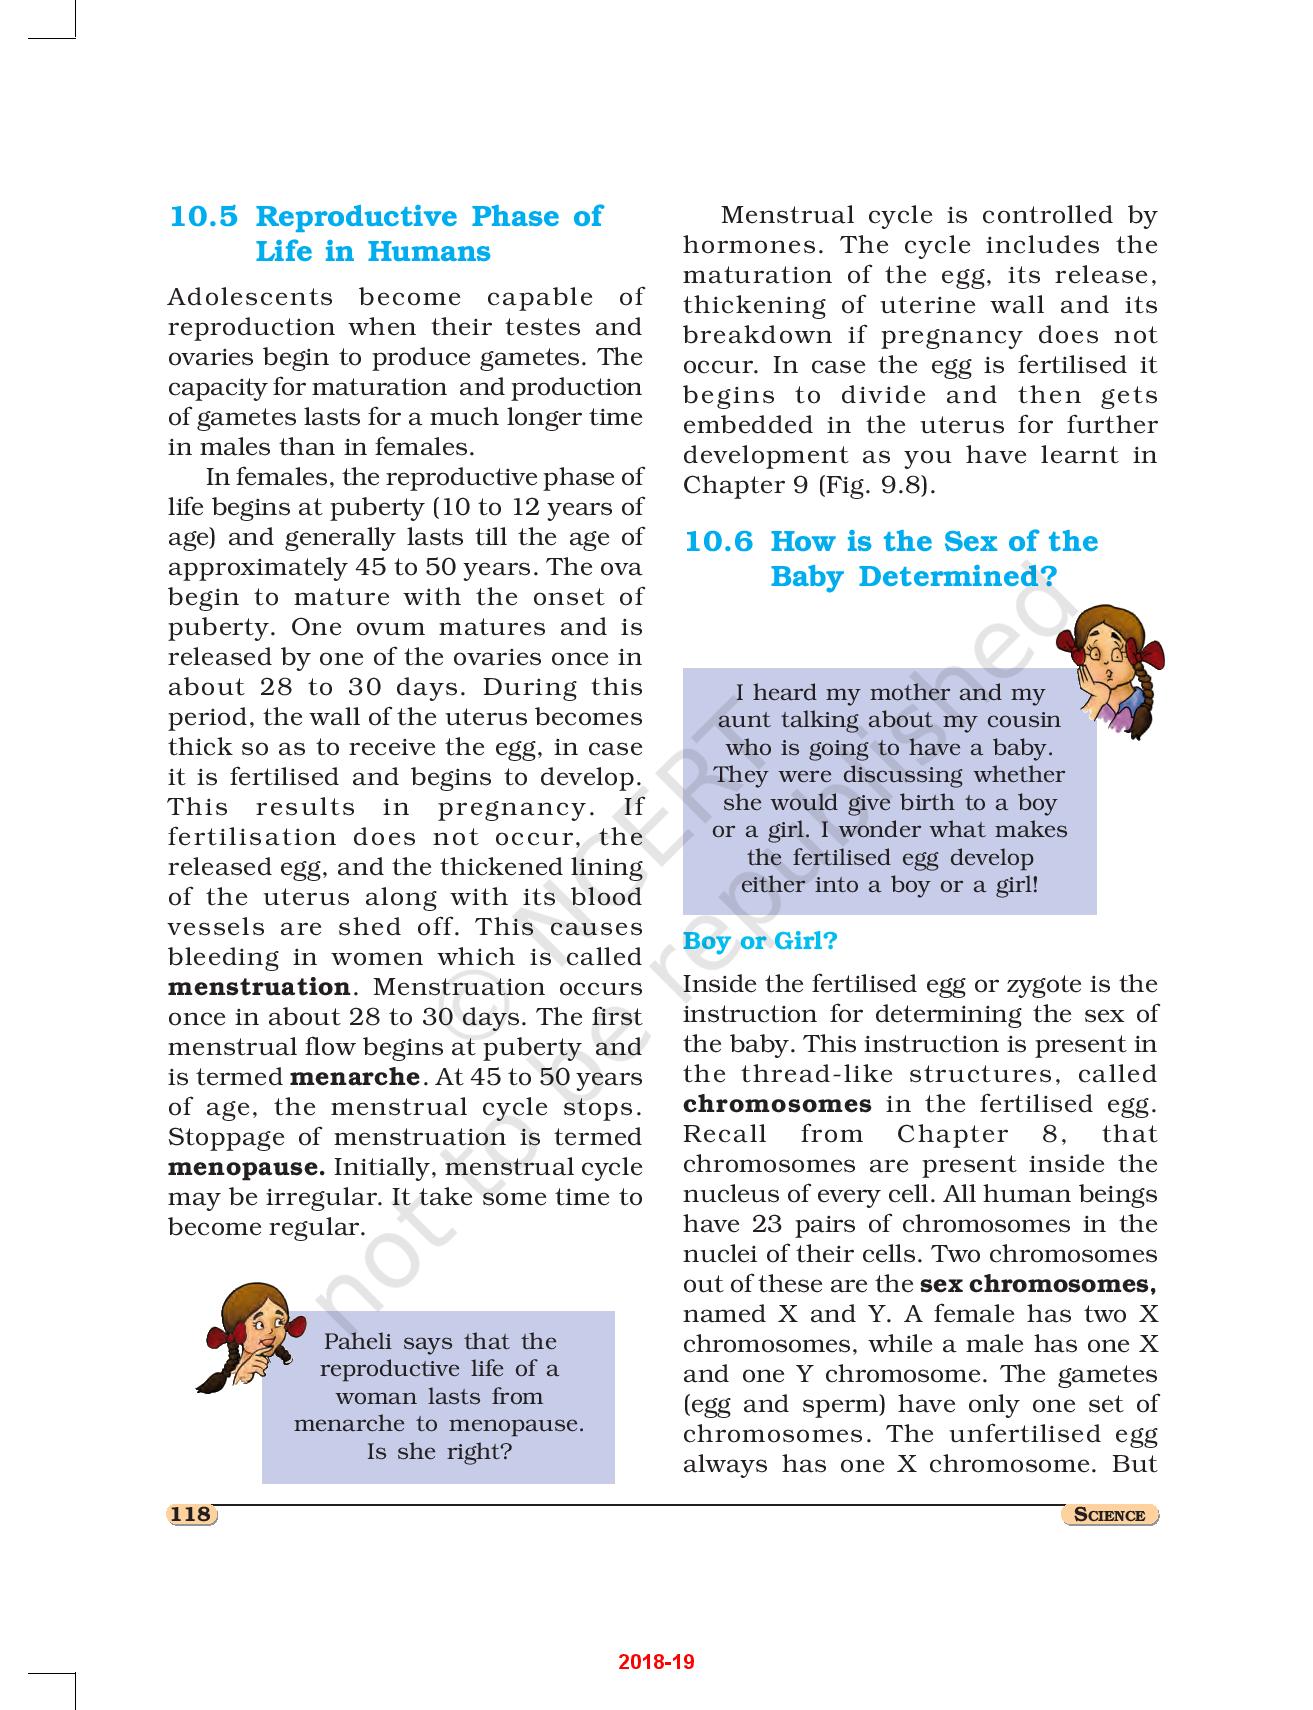 10.5 Reproductive Phase of
Life in Humans
Adolescents become capable of
reproduction when their testes and
ovaries begin to produce gametes. The
capacity for maturation and production
of gametes lasts for a much longer time
in males than in females.
In females, the reproductive phase of
life begins at puberty (10 to 12 years of
age) and generally lasts till the age of
approximately 45 to 50 years. The ova
begin to mature with the onset of
puberty. One ovum matures and is
released by one of the ovaries once in
about 28 to 30 days. During this
period, the wall of the uterus becomes
thick so as to receive the egg, in case
it is fertilised and begins to develop.
This results in pregnancy. If
fertilisation does not occur, the
released egg, and the thickened lining
of the uterus along with its blood
vessels are shed off. This causes
bleeding in women which is called
menstruation. Menstruation occurs
once in about 28 to 30 days. The first
menstrual flow begins at puberty and
is termed menarche. At 45 to 50 years
of age, the menstrual cycle stops.
Stoppage of menstruation is termed
menopause. Initially, menstrual cycle
may be irregular. It take some time to
become regular.
Paheli says that the
reproductive life of a
woman lasts from
menarche to menopause.
Is she right?
Menstrual cycle is controlled by
hormones. The cycle includes the
maturation of the egg, its release,
thickening of uterine wall and its
breakdown if pregnancy does not
occur. In case the egg is fertilised it
begins to divide and then gets
embedded in the uterus for further
development as you have learnt in
Chapter 9 (Fig. 9.8).
10.6 How is the Sex of the
Baby Determined?
I heard my mother and my
aunt talking about my cousin
who is going to have a baby.
They were discussing whether
she would give birth to a boy
or a girl. I wonder what makes
the fertilised egg develop
either into a boy or a girl!
Boy or Girl?
Inside the fertilised egg or zygote is the
instruction for determining the sex of
the baby. This instruction is present in
the thread-like structures, called
chromosomes in the fertilised egg.
Recall from Chapter 8, that
chromosomes are present inside the
nucleus of every cell. All human beings
have 23 pairs of chromosomes in the
nuclei of their cells. Two chromosomes
out of these are the sex chromosomes,
named X and Y. A female has two X
chromosomes, while a male has one X
and one Y chromosome. The gametes
(egg and sperm) have only one set of
chromosomes. The unfertilised egg
always has one X chromosome. But
© NCERT
not to be republished
118
SCIENCE
2018-19